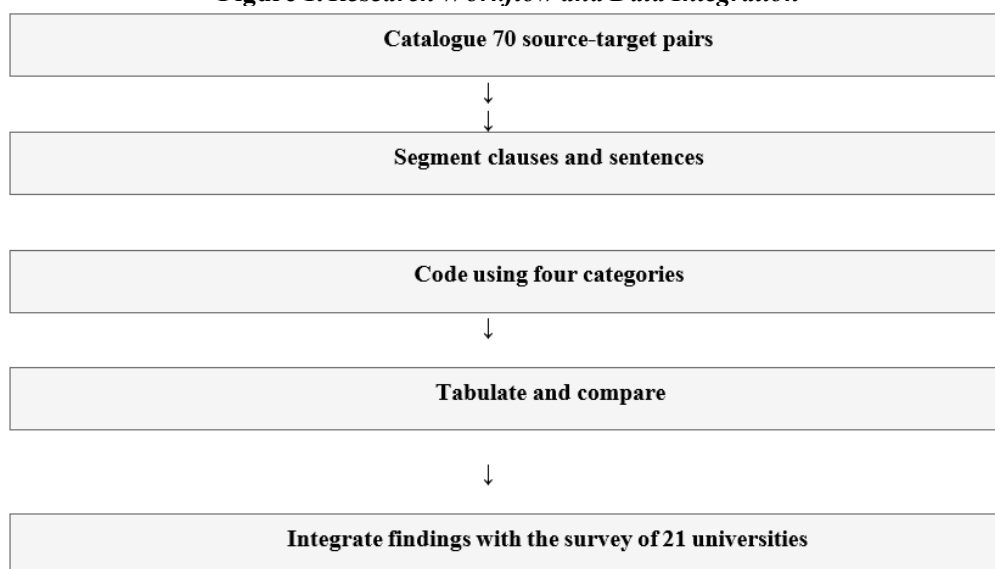 Figure 1. Research Workflow and Data Integration
Catalogue 70 source-target pairs
↓
↓
Segment clauses and sentences
Code using four categories
↓
Tabulate and compare
↓
Integrate findings with the survey of 21 universities